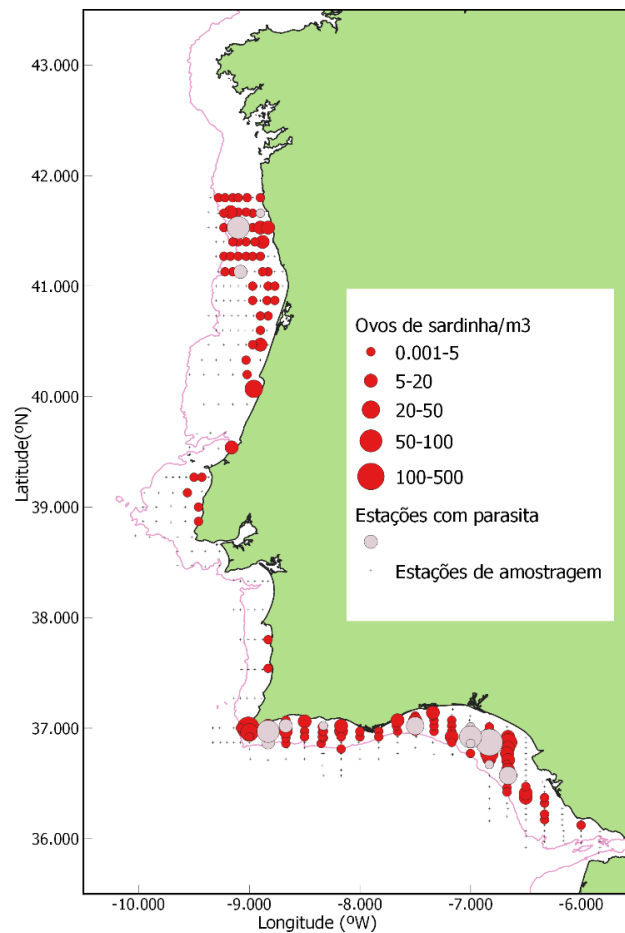 43.000
42.000
41.000
40.000
39.000
38.000
37.000
36.000
Latitude(ºN)
Ovos de sardinha/m3
0.001-5
5-20
20-50
50-100
100-500
Estações com parasita
Estações de amostragem
-10.000 -9.000 -8.000 -7.000 -6.000
Longitude (ºW)